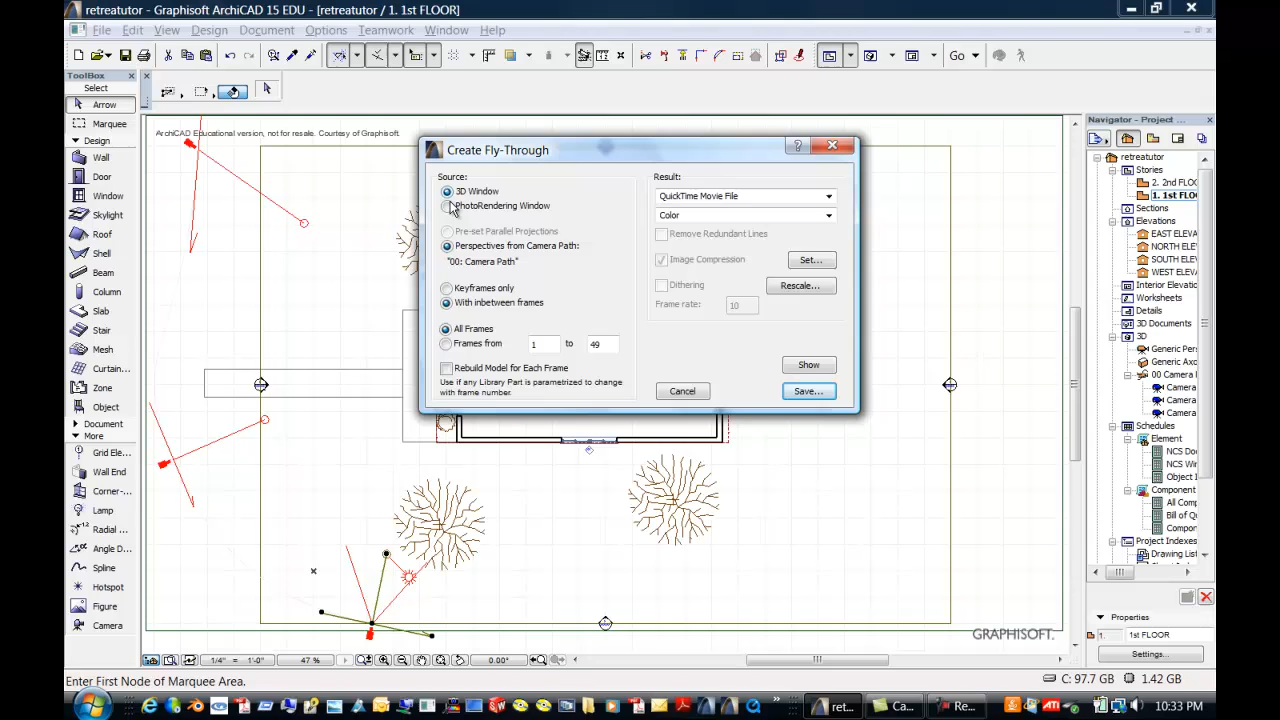 retreatutor - Graphisoft ArchiCAD 15 EDU - [retreatutor / 1. 1st FLOOR]
File Edit View Design Document Options Teamwork Window Help
Go
ToolBox
Select
Arrow
Marquee
Design
Wall
Door
Window
Skylight
Roof
Shell
Beam
Column
Slab
Stair
Mesh
Curtain...
Zone
Object
Document
More
Grid Ele...
Wall End
Corner-...
Lamp
Radial ...
Angle D...
Spline
Hotspot
Figure
Camera
ArchiCAD Educational version, not for resale. Courtesy of Graphisoft.
Create Fly-Through
Source:
3D Window
PhotoRendering Window
Pre-set Parallel Projections
Perspectives from Camera Path:
"00: Camera Path"
Keyframes only
With inbetween frames
All Frames
Frames from 1 to 49
Rebuild Model for Each Frame
Use if any Library Part is parametrized to change
with frame number.
Result:
QuickTime Movie File
Color
Remove Redundant Lines
Image Compression Set...
Dithering Rescale...
Frame rate: 10
Show
Cancel Save...
GRAPHISOFT.
Navigator - Project ...
retreatutor
Stories
2. 2nd FLO
1. 1st FLOO
Sections
Elevations
EAST ELEVA
NORTH ELE
SOUTH ELE
WEST ELEV
Interior Elevatio
Worksheets
Details
3D Documents
3D
Generic Pers
Generic Axo
00 Camera F
Camera
Camera
Camera
Schedules
Element
NCS Doo
NCS Win
Object I
Component
All Comp
Bill of Qu
Compon
Project Indexes
Drawing List
Properties
1. 1st FLOOR
Settings...
1/4" = 1'-0" 47 % 0.00°
Enter First Node of Marquee Area.
C: 97.7 GB 1.42 GB
ret... Ca... Re... 10:33 PM